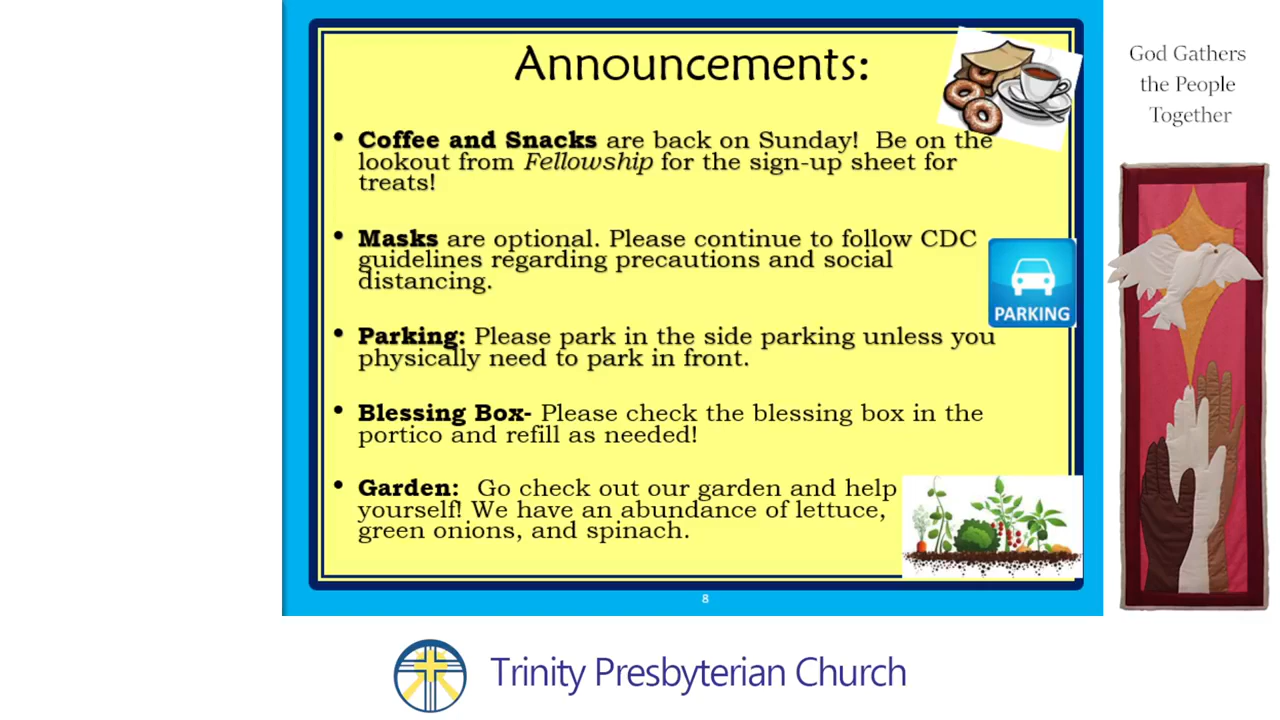 Announcements:
• Coffee and Snacks are back on Sunday!  Be on the
lookout from Fellowship for the sign-up sheet for
treats!
• Masks are optional. Please continue to follow CDC
guidelines regarding precautions and social
distancing.
PARKING
• Parking: Please park in the side parking unless you
physically need to park in front.
• Blessing Box- Please check the blessing box in the
portico and refill as needed!
• Garden:  Go check out our garden and help
yourself! We have an abundance of lettuce,
green onions, and spinach.
8
God Gathers
the People
Together
Trinity Presbyterian Church